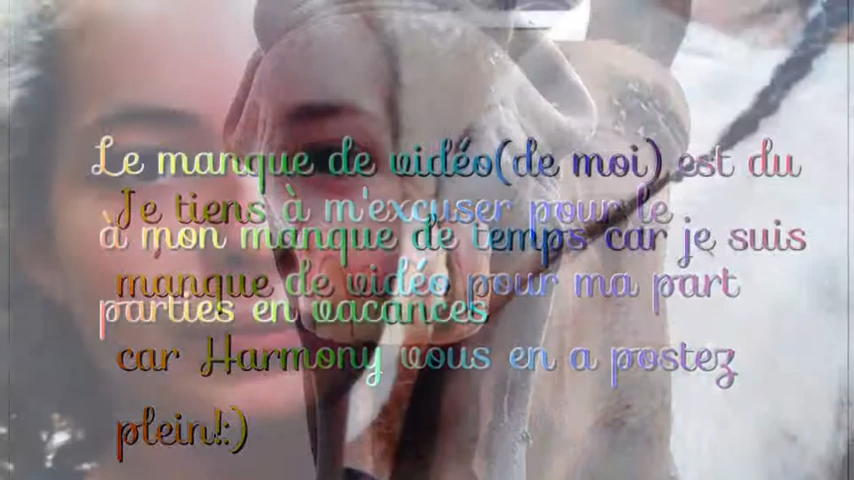 Le manque de vidéo(de moi) est du
Je tiens à m'excuser pour le
à mon manque de temps car je suis
manque de vidéo pour ma part
parties en vacances
car Harmony vous en a postez
plein!:)